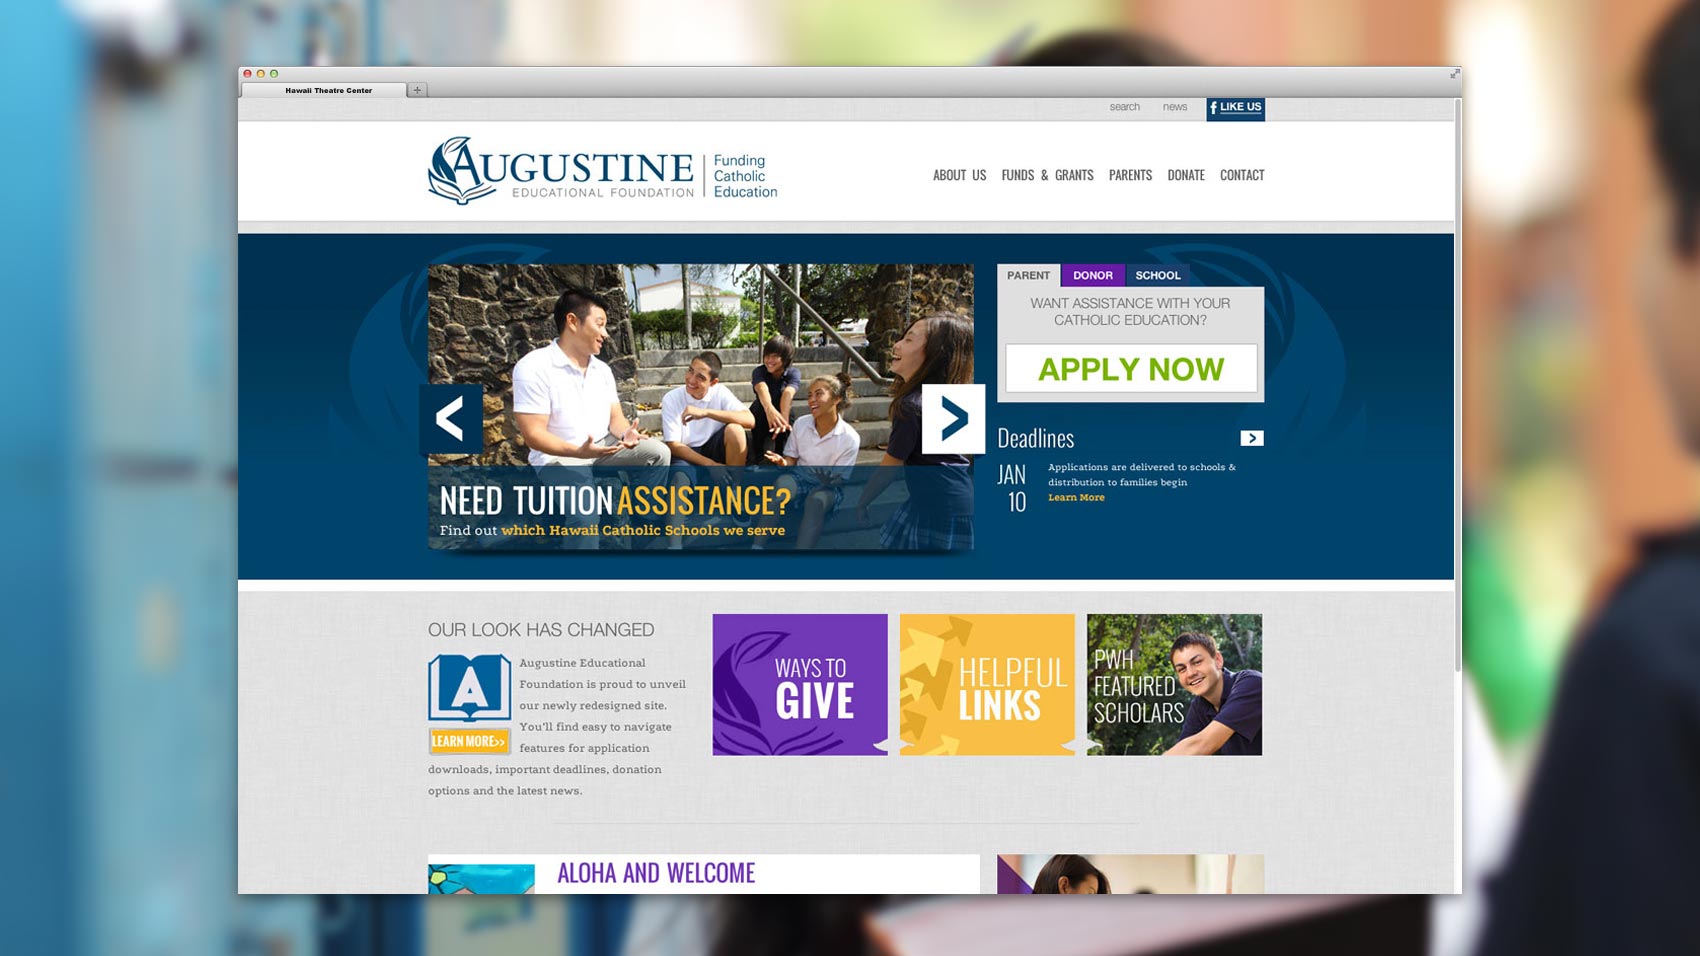 Hawaii Theatre Center
+
search news f LIKE US
AUGUSTINE
EDUCATIONAL FOUNDATION
Funding
Catholic
Education
ABOUT US FUNDS & GRANTS PARENTS DONATE CONTACT
PARENT DONOR SCHOOL
WANT ASSISTANCE WITH YOUR
CATHOLIC EDUCATION?
APPLY NOW
<
>
NEED TUITION ASSISTANCE?
Find out which Hawaii Catholic Schools we serve
Deadlines >
JAN
10
Applications are delivered to schools &
distribution to families begin
Learn More
OUR LOOK HAS CHANGED
A
LEARN MORE>>
Augustine Educational
Foundation is proud to unveil
our newly redesigned site.
You'll find easy to navigate
features for application
downloads, important deadlines, donation
options and the latest news.
WAYS TO
GIVE
HELPFUL
LINKS
PWH
FEATURED
SCHOLARS
ALOHA AND WELCOME